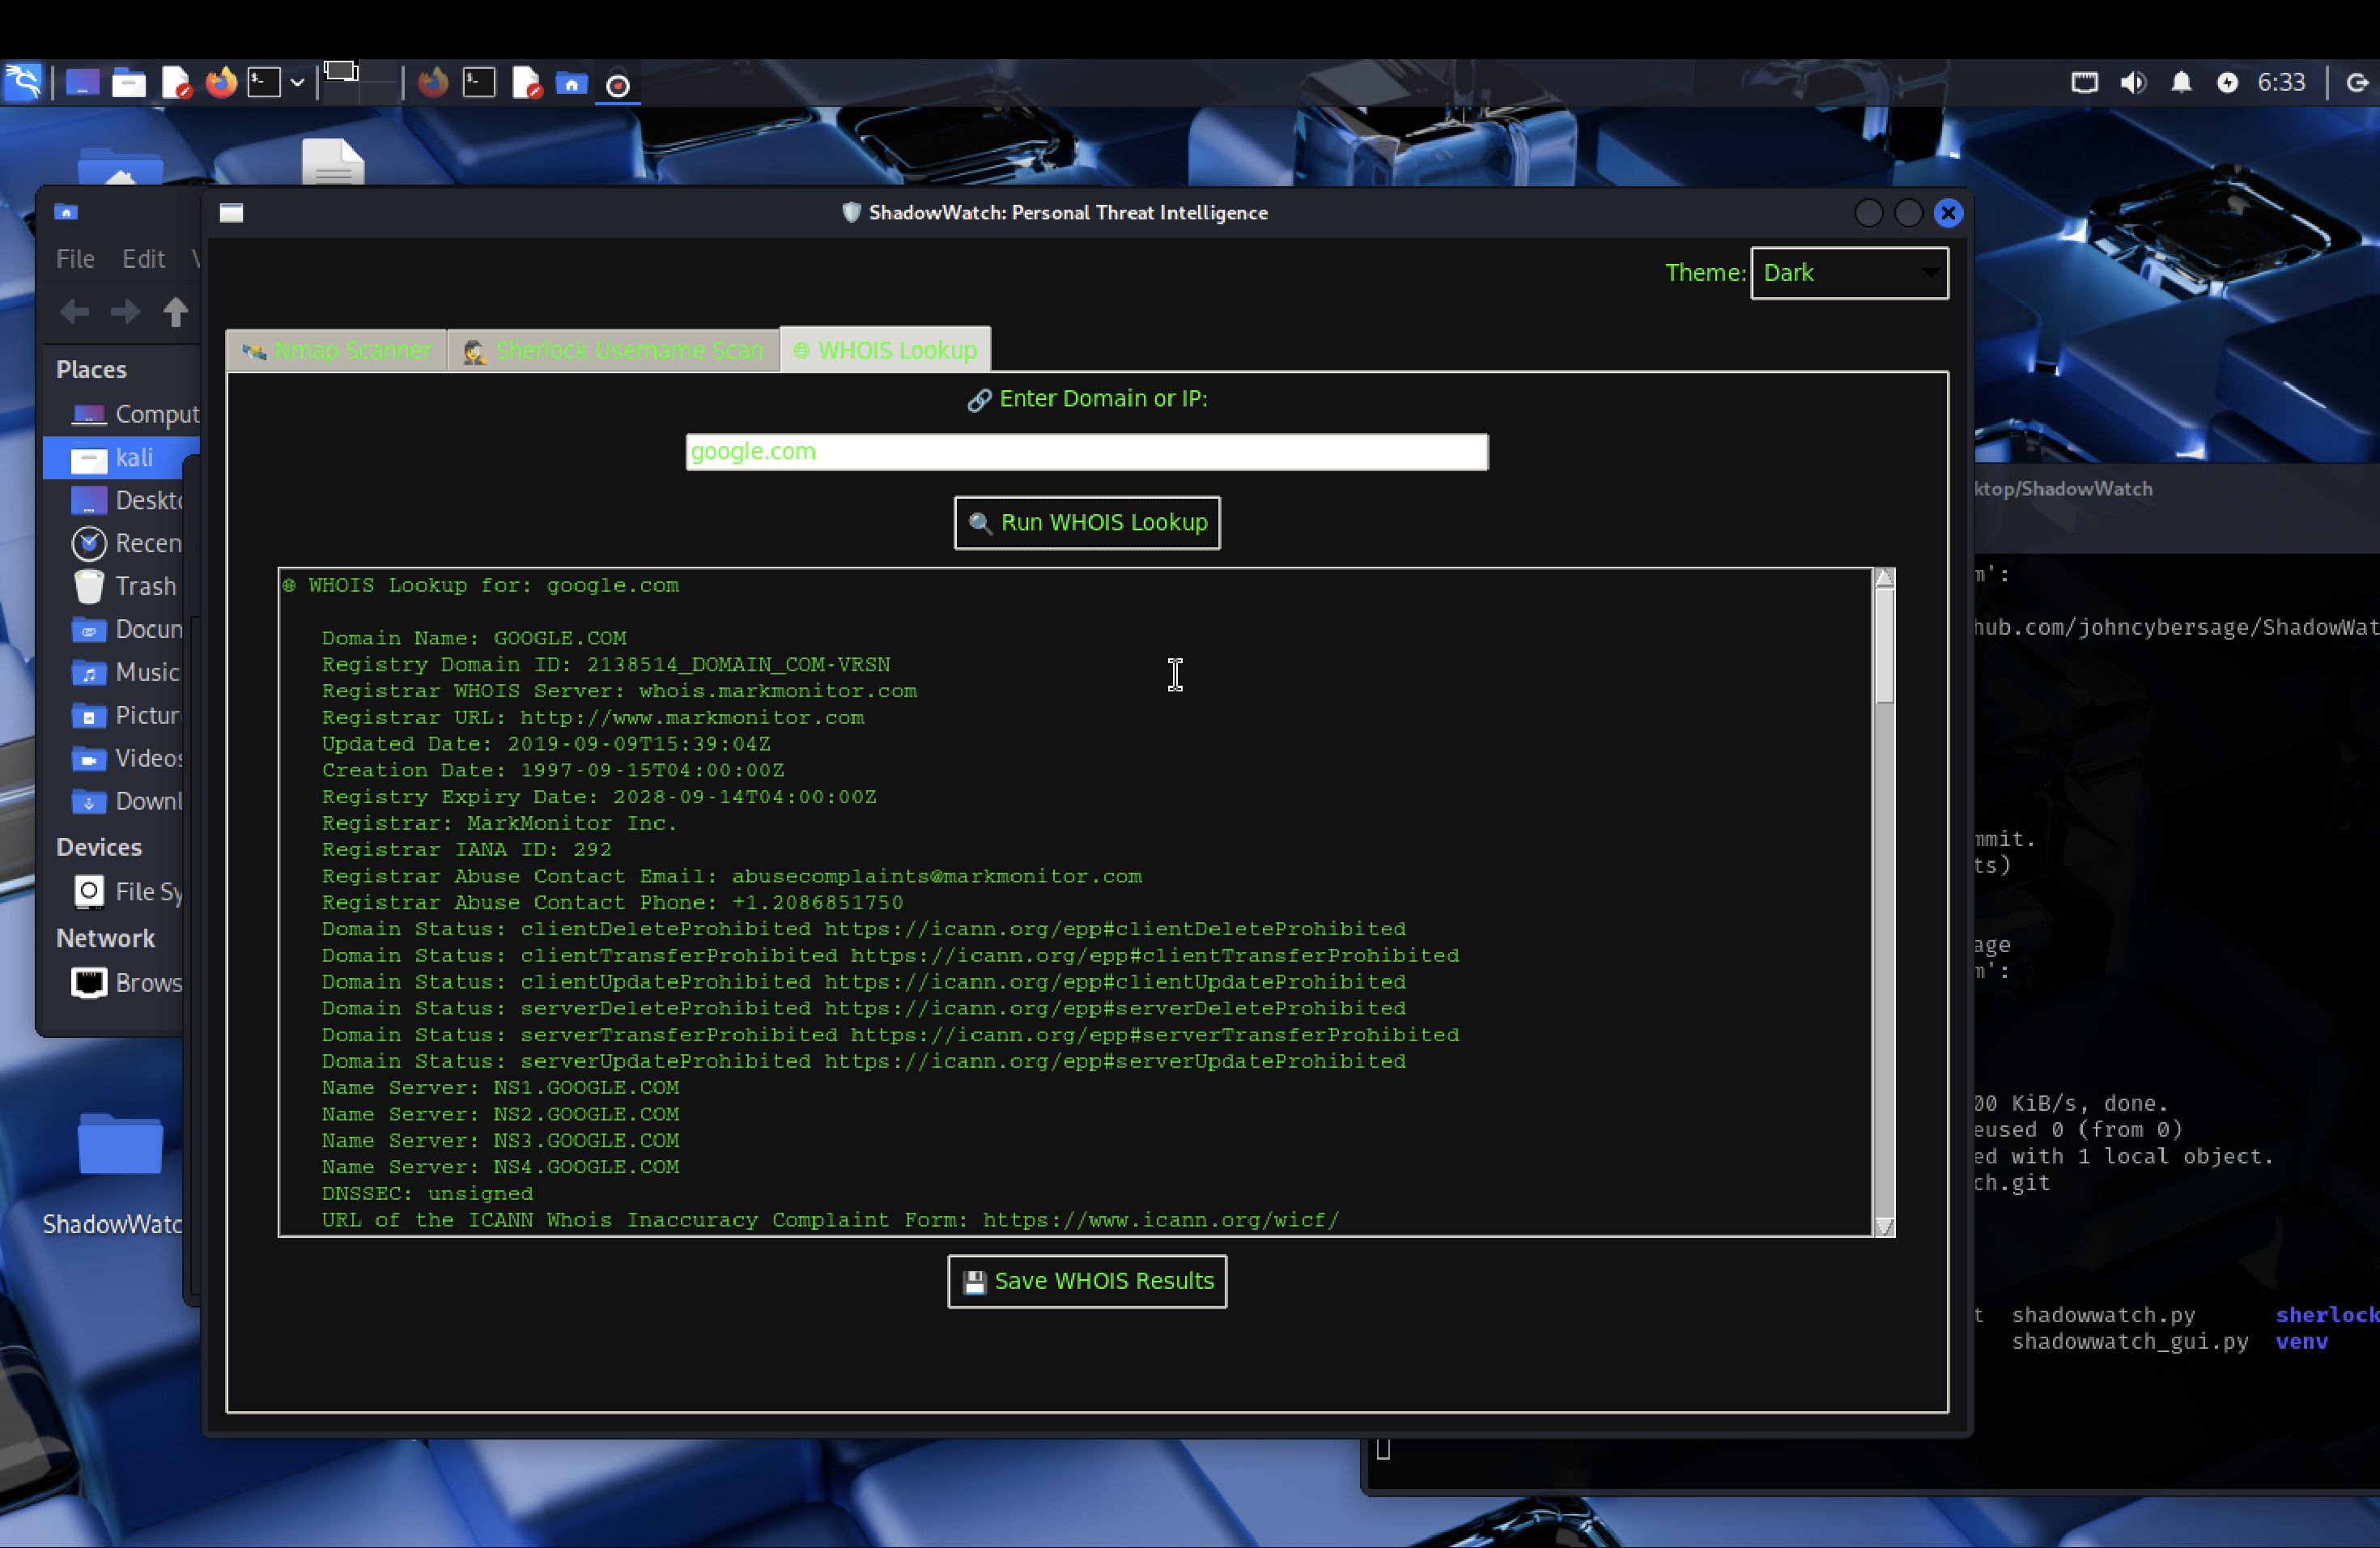 6:33
ShadowWatch: Personal Threat Intelligence
File Edit
Theme: Dark
Nmap Scanner Sherlock Username Scan WHOIS Lookup
Places
Comput
kali
Deskto
Recen
Trash
Docun
Music
Pictur
Videos
Downl
Devices
File Sy
Network
Brows
Enter Domain or IP:
google.com
Run WHOIS Lookup
WHOIS Lookup for: google.com
Domain Name: GOOGLE.COM
Registry Domain ID: 2138514_DOMAIN_COM-VRSN
Registrar WHOIS Server: whois.markmonitor.com
Registrar URL: http://www.markmonitor.com
Updated Date: 2019-09-09T15:39:04Z
Creation Date: 1997-09-15T04:00:00Z
Registry Expiry Date: 2028-09-14T04:00:00Z
Registrar: MarkMonitor Inc.
Registrar IANA ID: 292
Registrar Abuse Contact Email: abusecomplaints@markmonitor.com
Registrar Abuse Contact Phone: +1.2086851750
Domain Status: clientDeleteProhibited https://icann.org/epp#clientDeleteProhibited
Domain Status: clientTransferProhibited https://icann.org/epp#clientTransferProhibited
Domain Status: clientUpdateProhibited https://icann.org/epp#clientUpdateProhibited
Domain Status: serverDeleteProhibited https://icann.org/epp#serverDeleteProhibited
Domain Status: serverTransferProhibited https://icann.org/epp#serverTransferProhibited
Domain Status: serverUpdateProhibited https://icann.org/epp#serverUpdateProhibited
Name Server: NS1.GOOGLE.COM
Name Server: NS2.GOOGLE.COM
Name Server: NS3.GOOGLE.COM
Name Server: NS4.GOOGLE.COM
DNSSEC: unsigned
URL of the ICANN Whois Inaccuracy Complaint Form: https://www.icann.org/wicf/
Save WHOIS Results
ShadowWatc
ktop/ShadowWatch
m':
hub.com/johncybersage/ShadowWat
mmit.
ts)
age
m':
00 KiB/s, done.
eused 0 (from 0)
ed with 1 local object.
ch.git
t shadowwatch.py sherlock
shadowwatch_gui.py venv